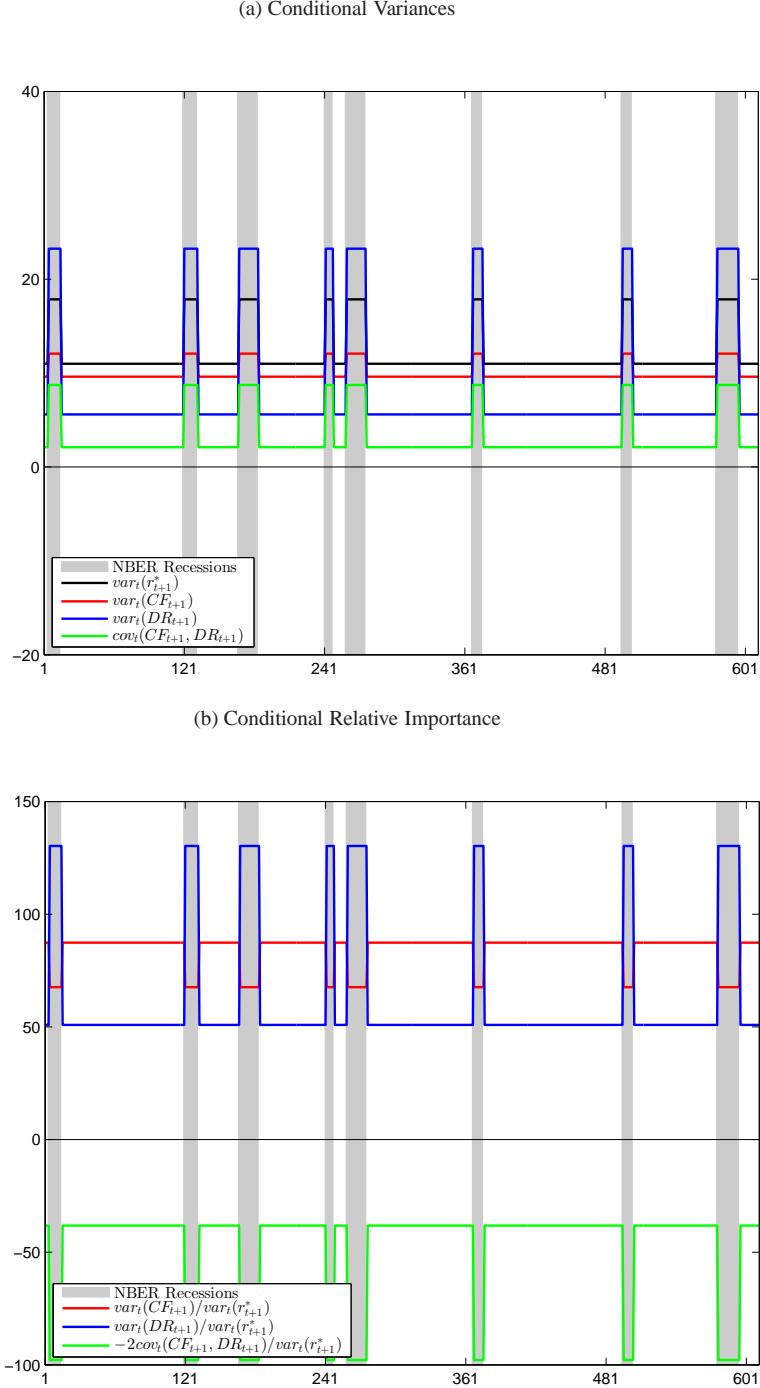 (a) Conditional Variances
40
20
0
−20
NBER Recessions
var_t(r*_{t+1})
var_t(CF_{t+1})
var_t(DR_{t+1})
cov_t(CF_{t+1}, DR_{t+1})
1 121 241 361 481 601
(b) Conditional Relative Importance
150
100
50
0
−50
−100
NBER Recessions
var_t(CF_{t+1})/var_t(r*_{t+1})
var_t(DR_{t+1})/var_t(r*_{t+1})
−2cov_t(CF_{t+1}, DR_{t+1})/var_t(r*_{t+1})
1 121 241 361 481 601